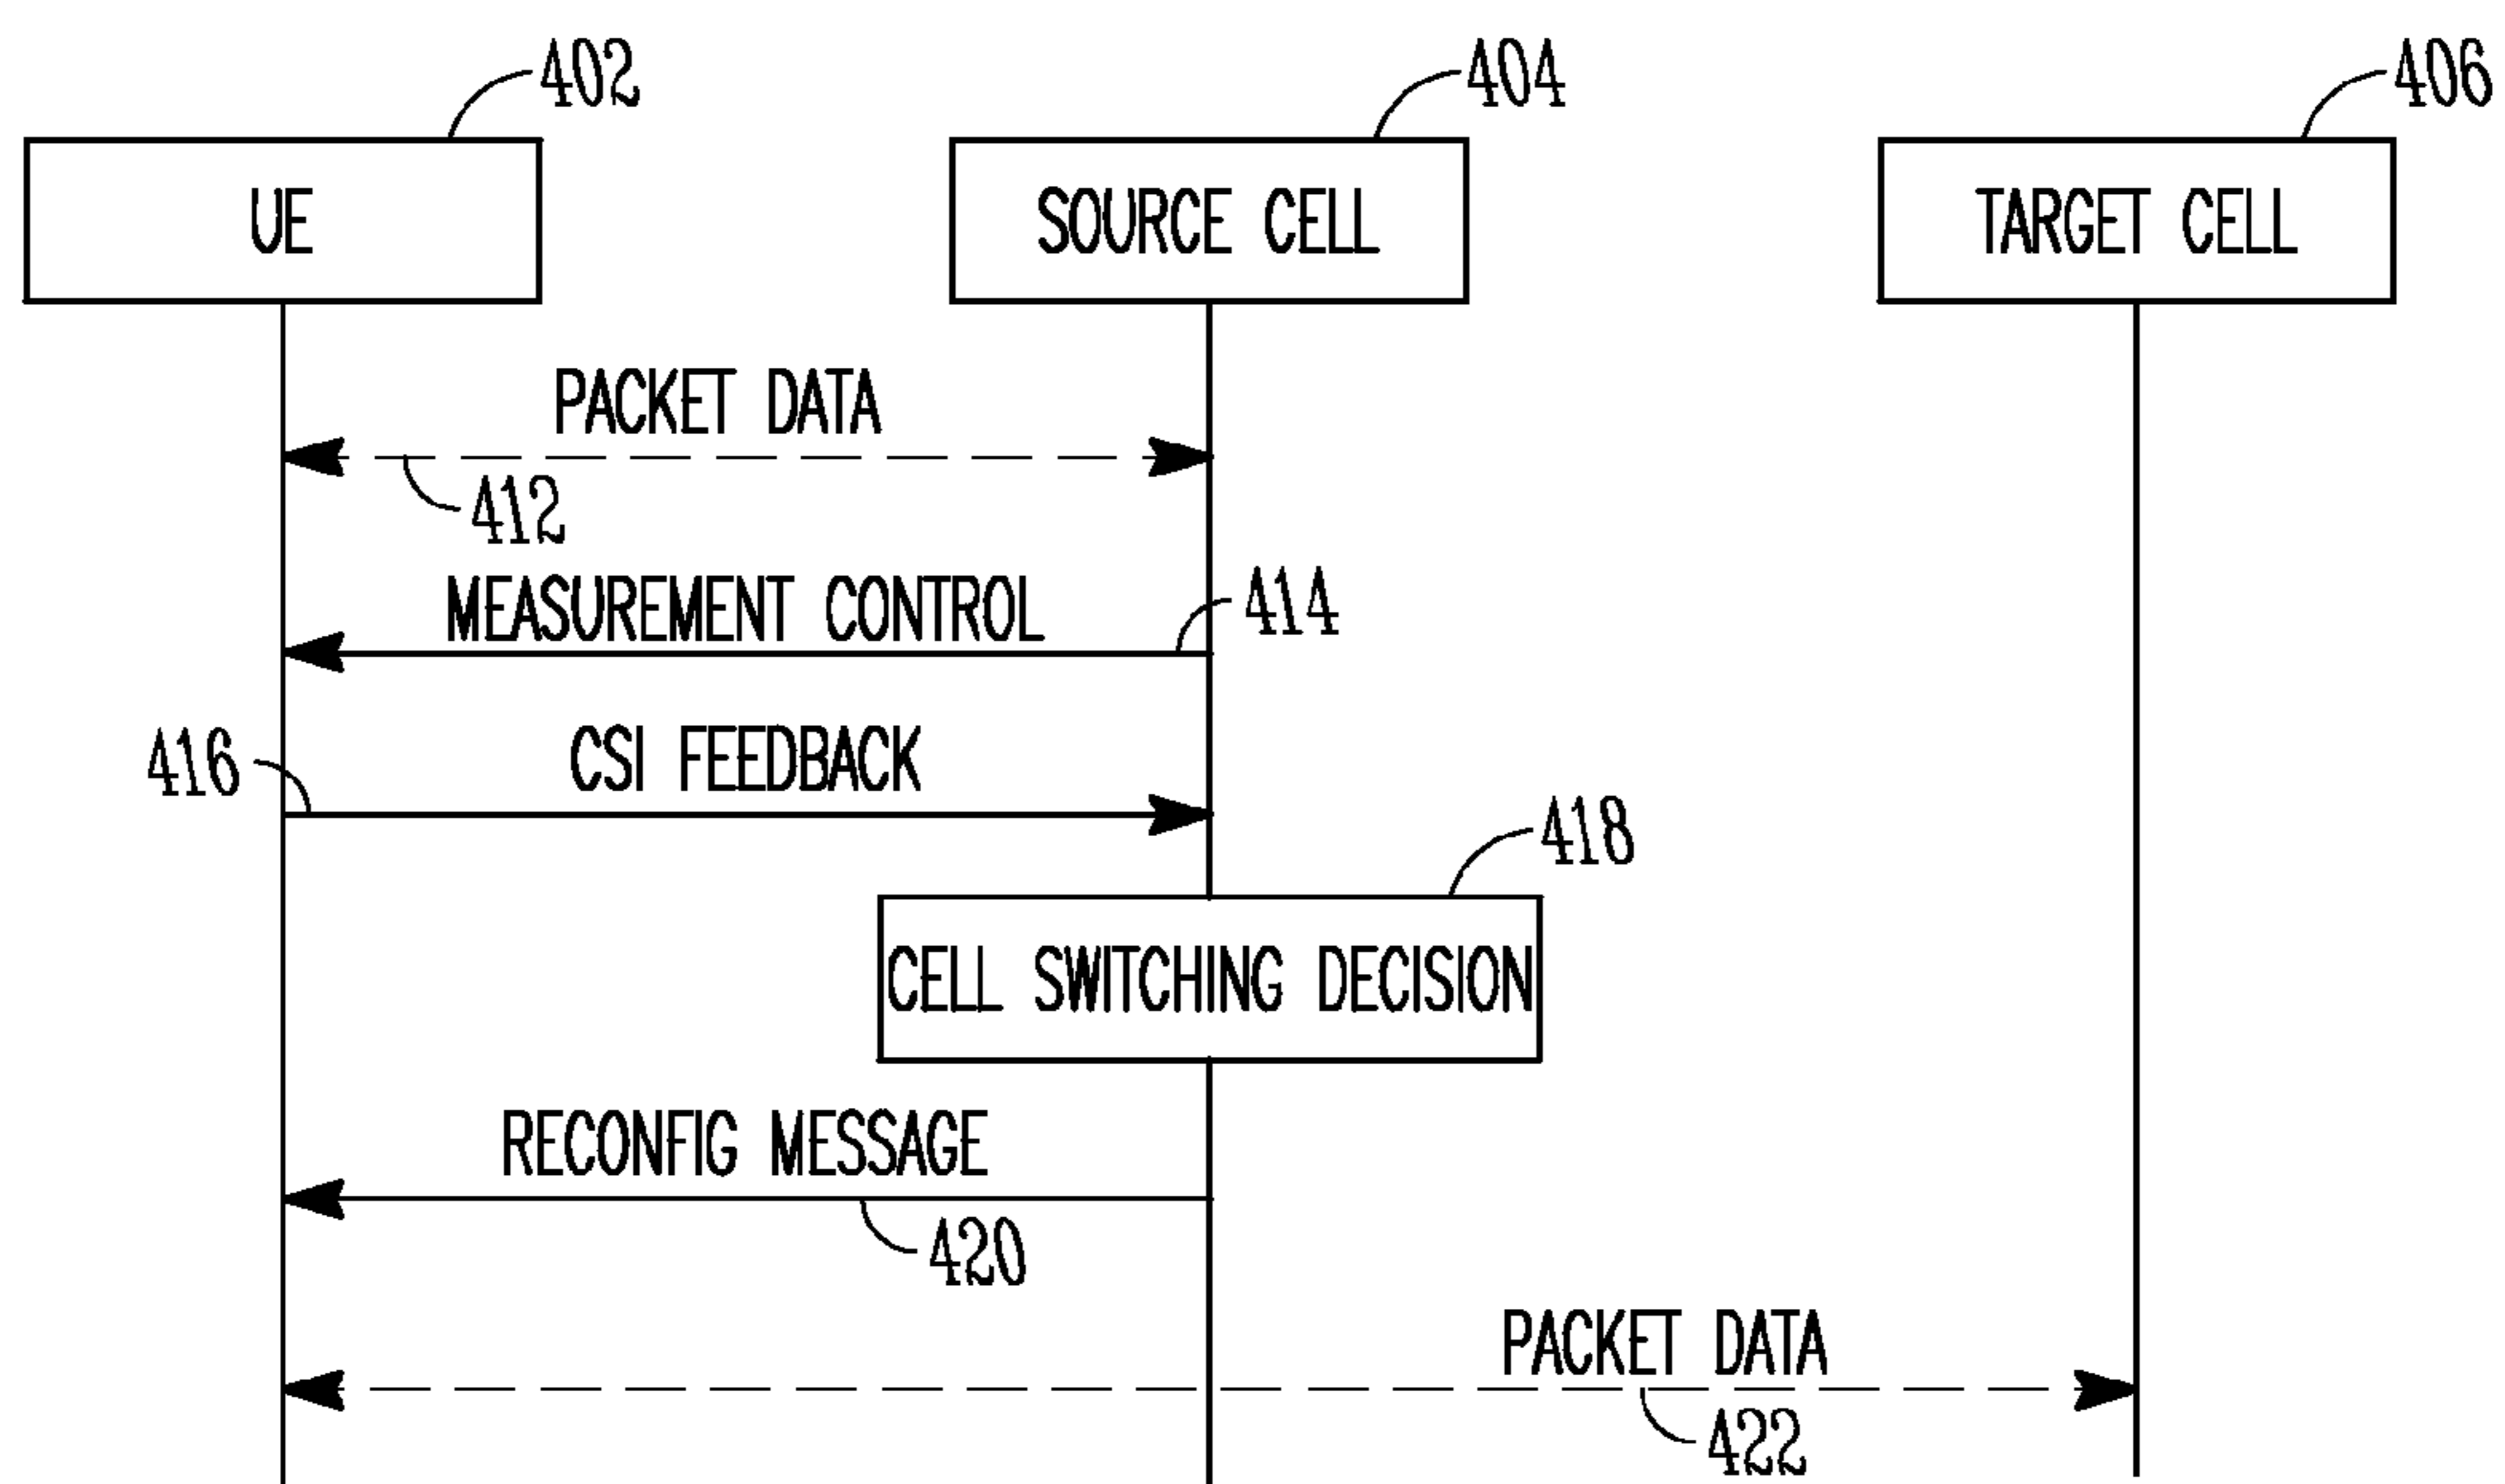 402
404
406
UE
SOURCE CELL
TARGET CELL
PACKET DATA
412
MEASUREMENT CONTROL
414
CSI FEEDBACK
416
418
CELL SWITCHING DECISION
RECONFIG MESSAGE
420
PACKET DATA
422